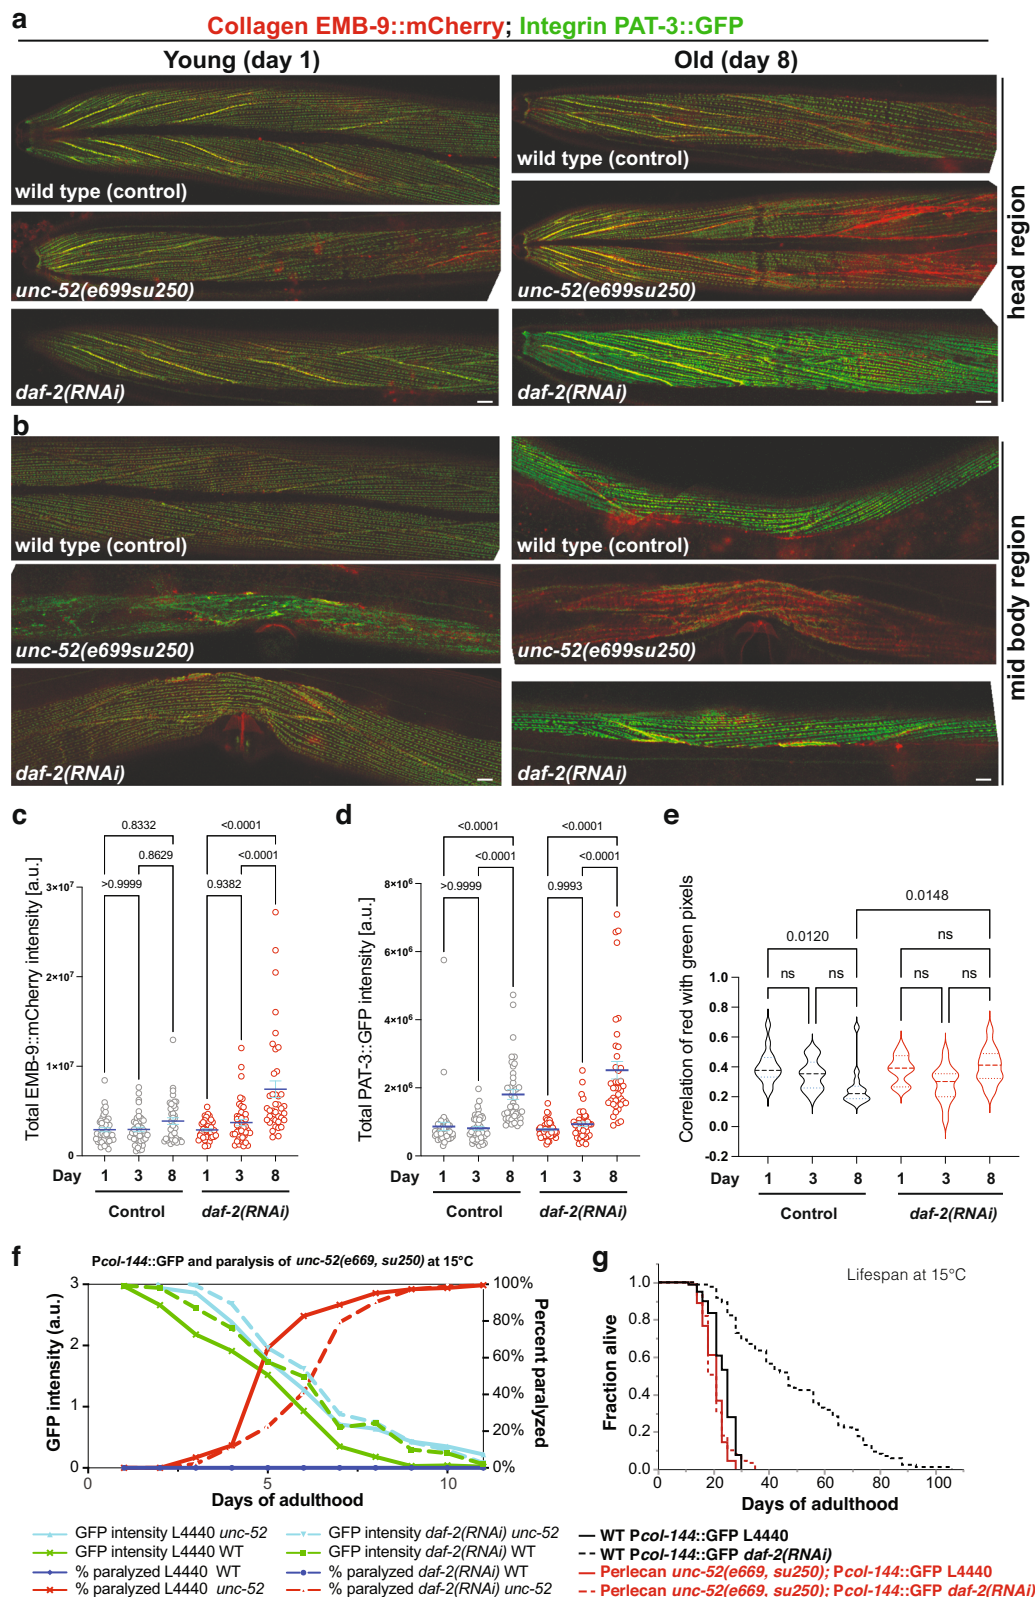 a
Collagen EMB-9::mCherry; Integrin PAT-3::GFP
Young (day 1)
Old (day 8)
wild type (control)
wild type (control)
unc-52(e699su250)
unc-52(e699su250)
daf-2(RNAi)
daf-2(RNAi)
head region
b
wild type (control)
wild type (control)
unc-52(e699su250)
unc-52(e699su250)
daf-2(RNAi)
daf-2(RNAi)
mid body region
c
0.8332
<0.0001
0.8629
<0.0001
>0.9999
0.9382
Total EMB-9::mCherry intensity [a.u.]
3×10⁷
2×10⁷
1×10⁷
0
Day 1 3 8 1 3 8
Control
daf-2(RNAi)
d
<0.0001
<0.0001
<0.0001
<0.0001
>0.9999
0.9993
Total PAT-3::GFP intensity [a.u.]
8×10⁶
6×10⁶
4×10⁶
2×10⁶
0
Day 1 3 8 1 3 8
Control
daf-2(RNAi)
e
0.0148
0.0120
ns
ns
ns
ns
ns
Correlation of red with green pixels
1.0
0.8
0.6
0.4
0.2
0.0
-0.2
Day 1 3 8 1 3 8
Control
daf-2(RNAi)
f
Pcol-144::GFP and paralysis of unc-52(e669, su250) at 15°C
GFP intensity (a.u.)
3
2
1
0
Percent paralyzed
100%
80%
60%
40%
20%
0%
0 5 10
Days of adulthood
GFP intensity L4440 unc-52
GFP intensity L4440 WT
% paralyzed L4440 WT
% paralyzed L4440 unc-52
GFP intensity daf-2(RNAi) unc-52
GFP intensity daf-2(RNAi) WT
% paralyzed daf-2(RNAi) WT
% paralyzed daf-2(RNAi) unc-52
g
Lifespan at 15°C
Fraction alive
1.0
0.8
0.6
0.4
0.2
0.0
0 20 40 60 80 100
Days of adulthood
WT Pcol-144::GFP L4440
WT Pcol-144::GFP daf-2(RNAi)
Perlecan unc-52(e669, su250); Pcol-144::GFP L4440
Perlecan unc-52(e669, su250); Pcol-144::GFP daf-2(RNAi)